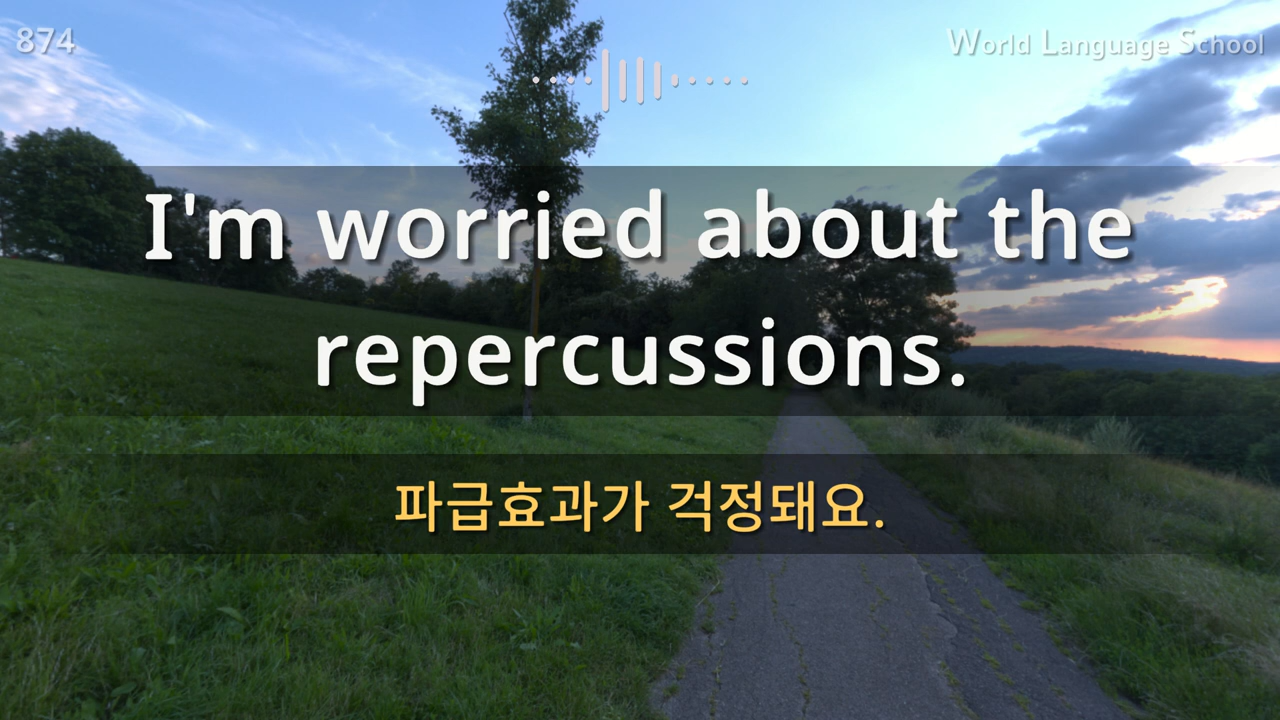 874
World Language School
I'm worried about the
repercussions.
파급효과가 걱정돼요.